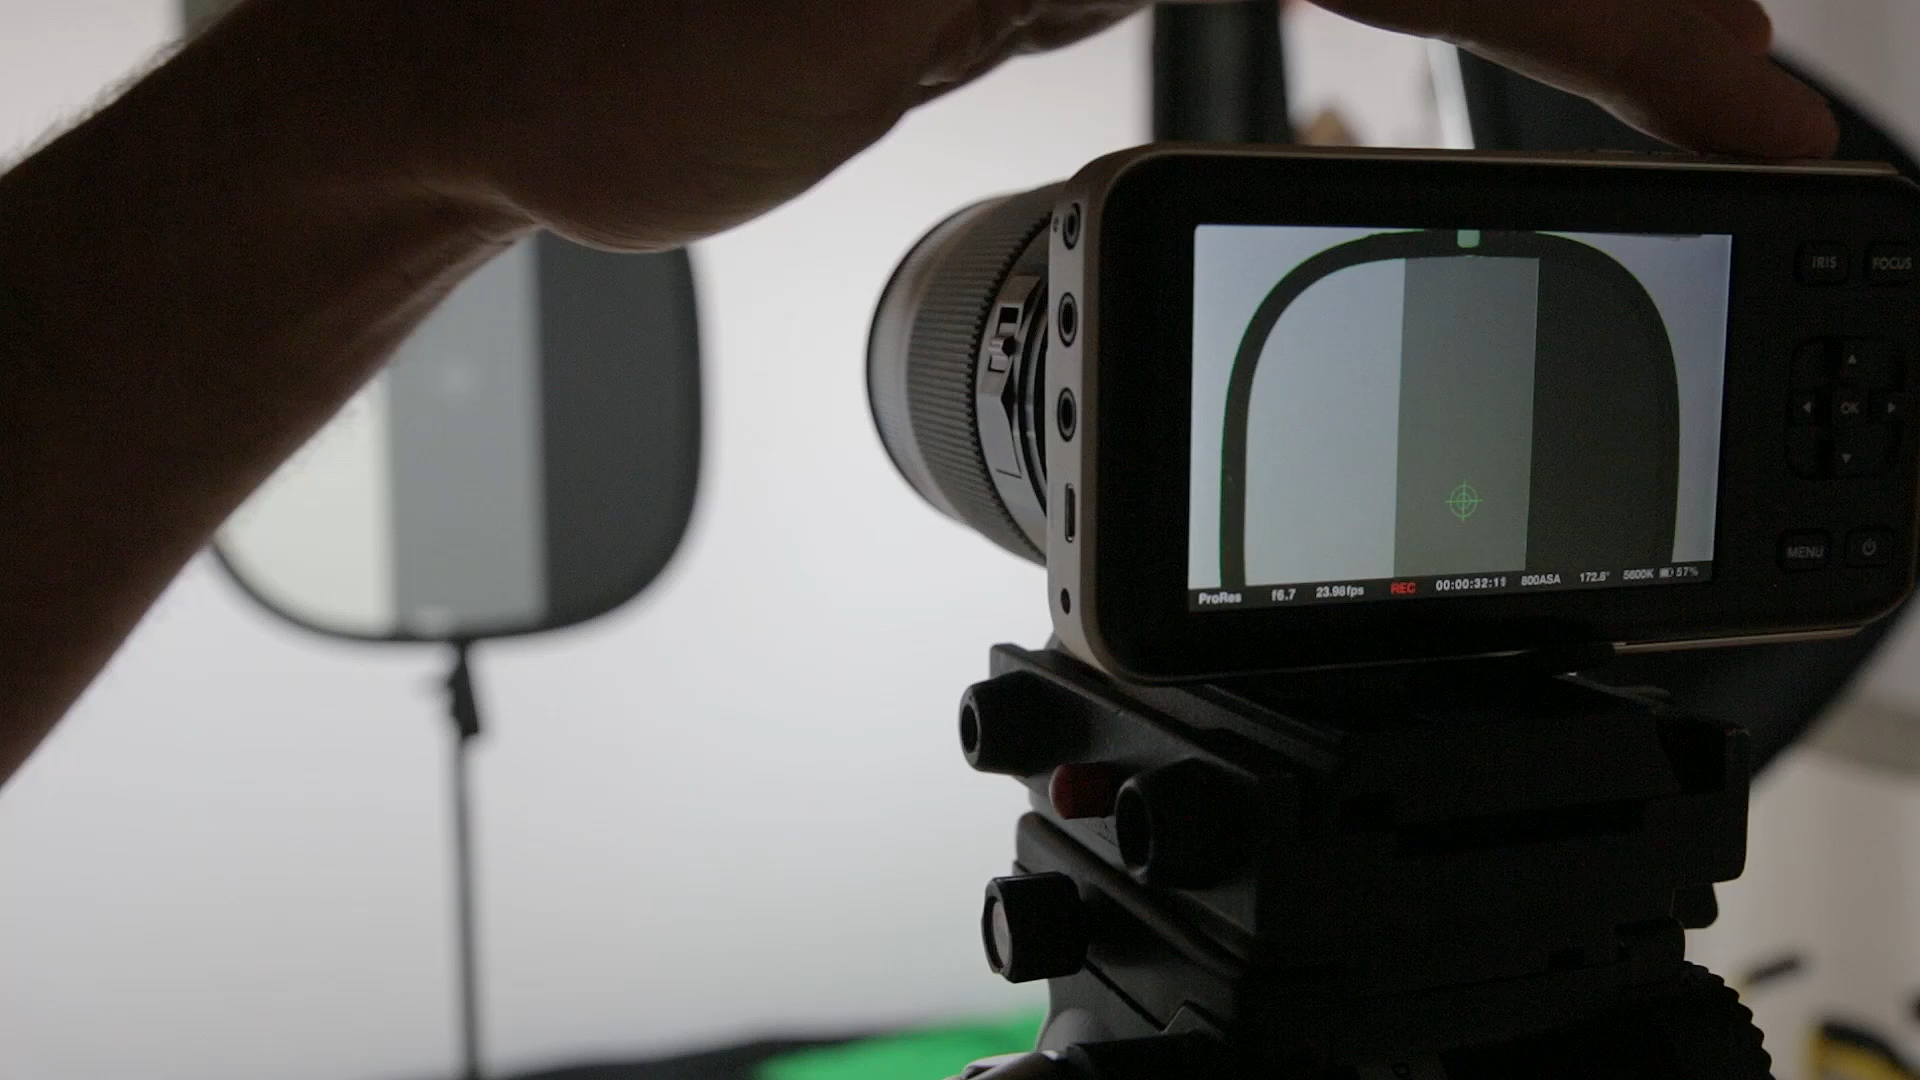 IRIS FOCUS
OK
MENU
ProRes f6.7 23.98fps REC 00:00:32:11 800ASA 172.8° 5600K 57%